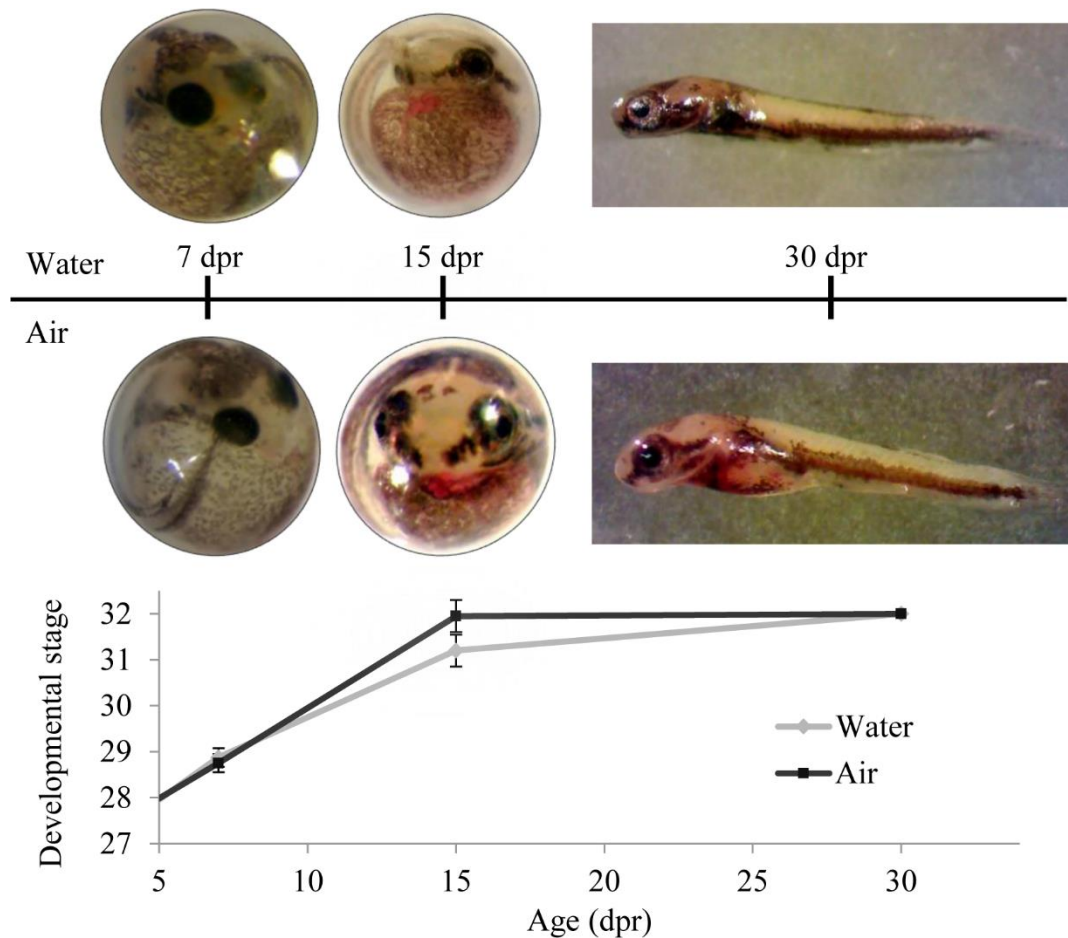 Water 7 dpr 15 dpr 30 dpr
Air
Developmental stage
32
31
30
29
28
27
Water
Air
5 10 15 20 25 30
Age (dpr)